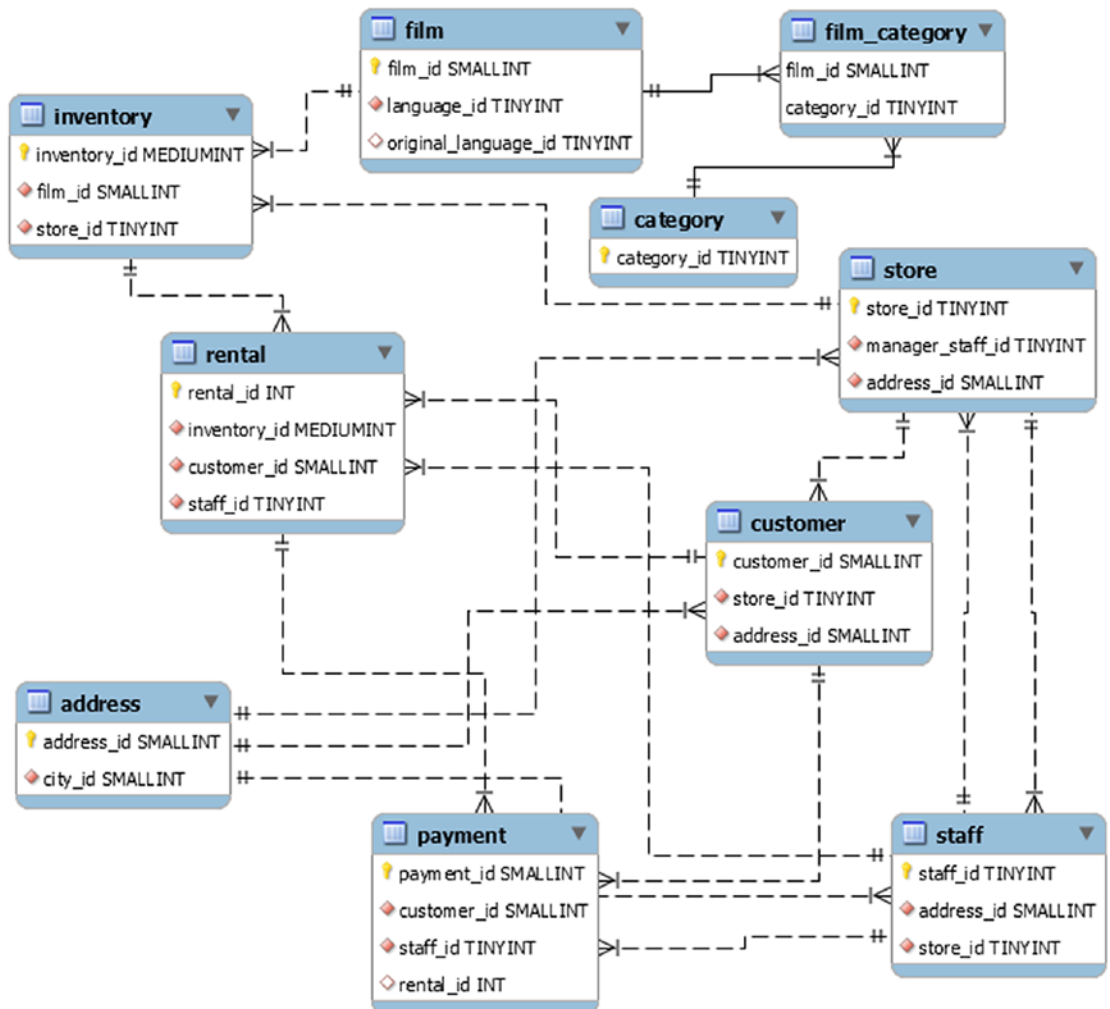 film
film_id SMALLINT
language_id TINYINT
original_language_id TINYINT
film_category
film_id SMALLINT
category_id TINYINT
inventory
inventory_id MEDIUMINT
film_id SMALLINT
store_id TINYINT
category
category_id TINYINT
store
store_id TINYINT
manager_staff_id TINYINT
address_id SMALLINT
rental
rental_id INT
inventory_id MEDIUMINT
customer_id SMALLINT
staff_id TINYINT
customer
customer_id SMALLINT
store_id TINYINT
address_id SMALLINT
address
address_id SMALLINT
city_id SMALLINT
payment
payment_id SMALLINT
customer_id SMALLINT
staff_id TINYINT
rental_id INT
staff
staff_id TINYINT
address_id SMALLINT
store_id TINYINT